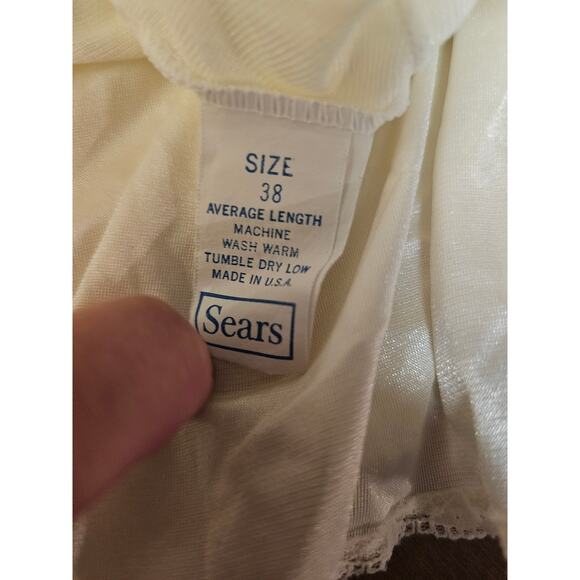 SIZE
38
AVERAGE LENGTH
MACHINE
WASH WARM
TUMBLE DRY LOW
MADE IN U.S.A.
Sears